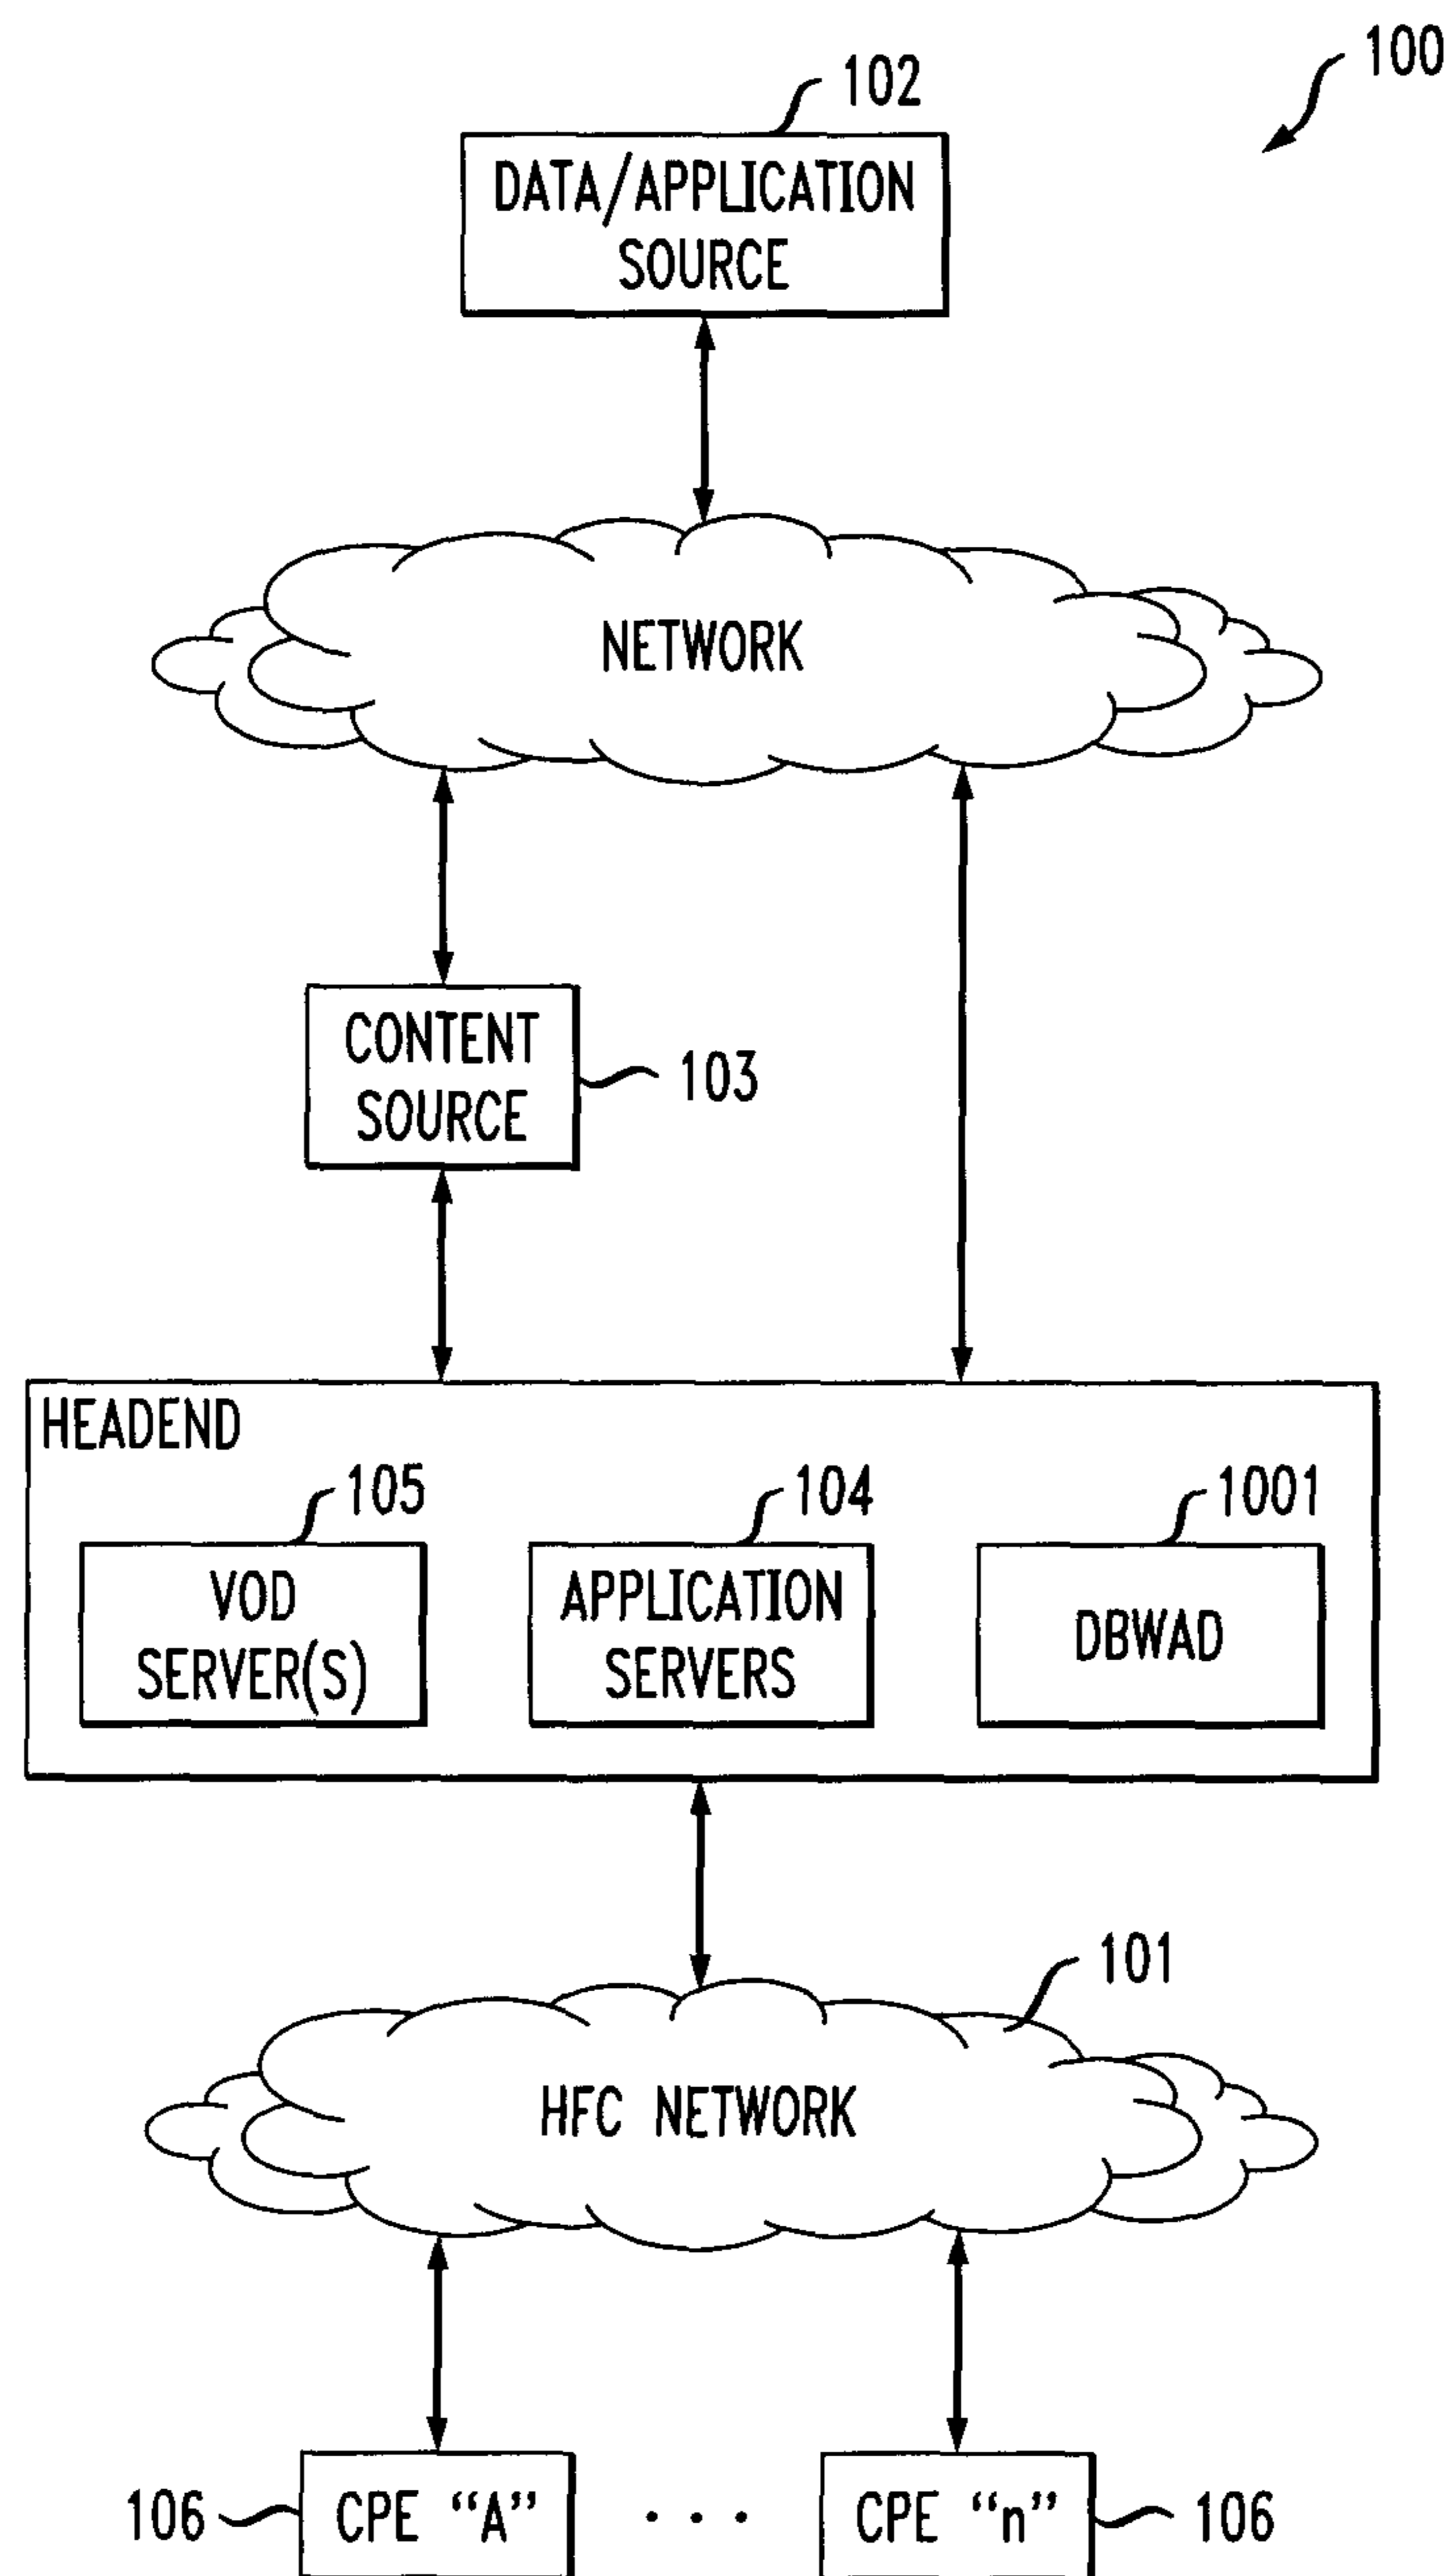 100
102
DATA/APPLICATION
SOURCE
NETWORK
CONTENT
SOURCE
103
HEADEND
105
104
1001
VOD
SERVER(S)
APPLICATION
SERVERS
DBWAD
101
HFC NETWORK
106
CPE “A”
. . .
CPE “n”
106